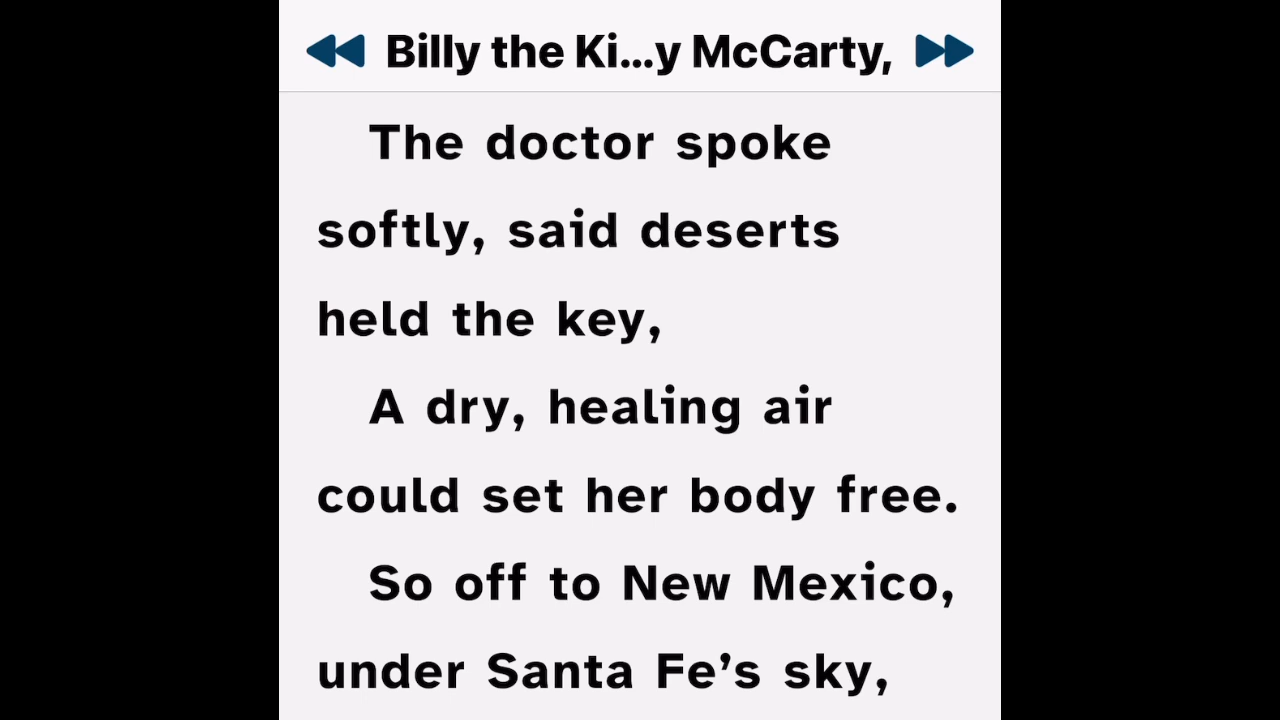 Billy the Ki...y McCarty,
The doctor spoke
softly, said deserts
held the key,
A dry, healing air
could set her body free.
So off to New Mexico,
under Santa Fe’s sky,